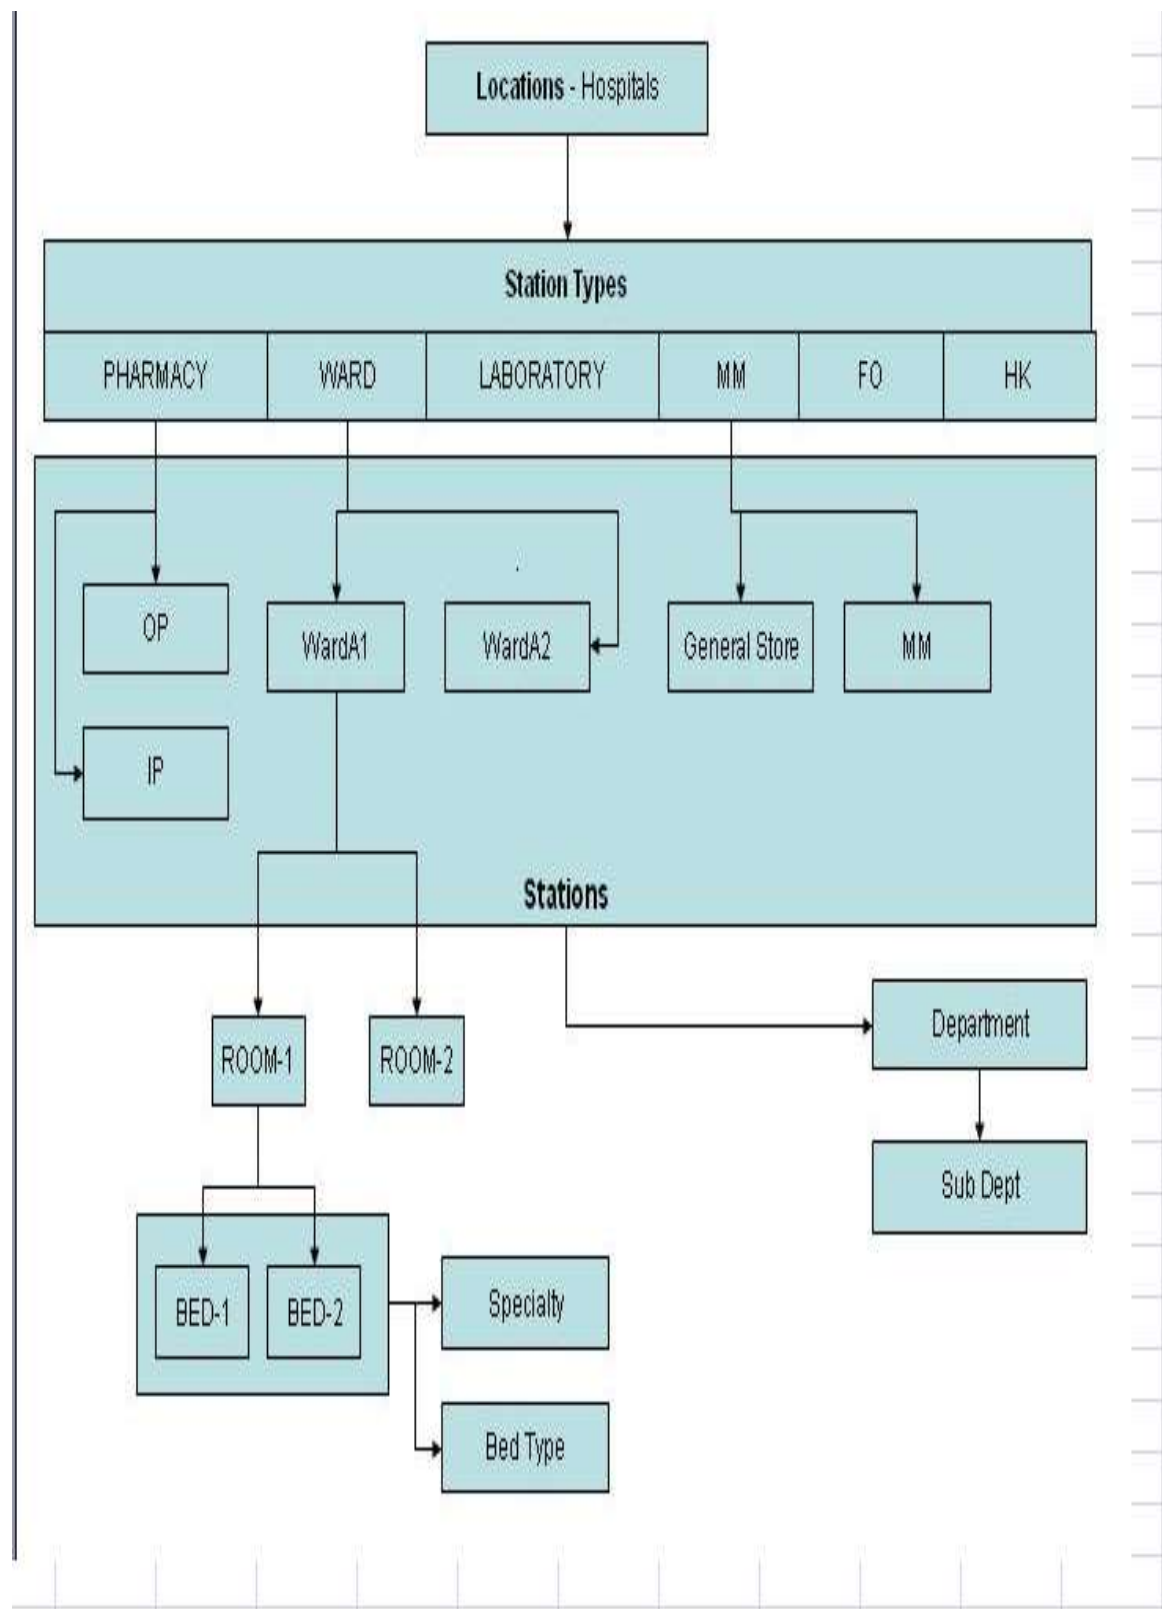 Locations - Hospitals
Station Types
PHARMACY
WARD
LABORATORY
MM
FO
HK
OP
WardA1
WardA2
General Store
MM
IP
Stations
ROOM-1
ROOM-2
Department
Sub Dept
BED-1
BED-2
Specialty
Bed Type